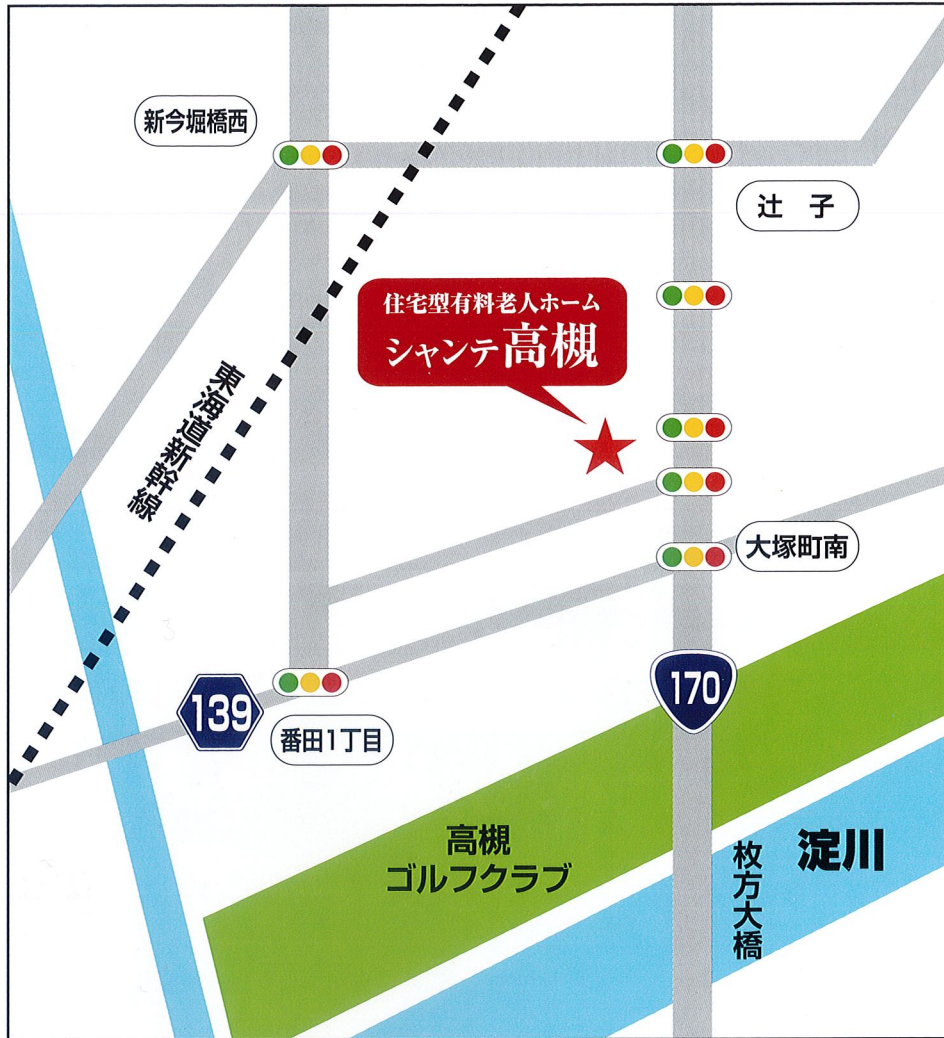 新今堀橋西
辻 子
住宅型有料老人ホーム
シャンテ高槻
東海道新幹線
大塚町南
139
170
番田1丁目
高槻
ゴルフクラブ
枚方大橋
淀川